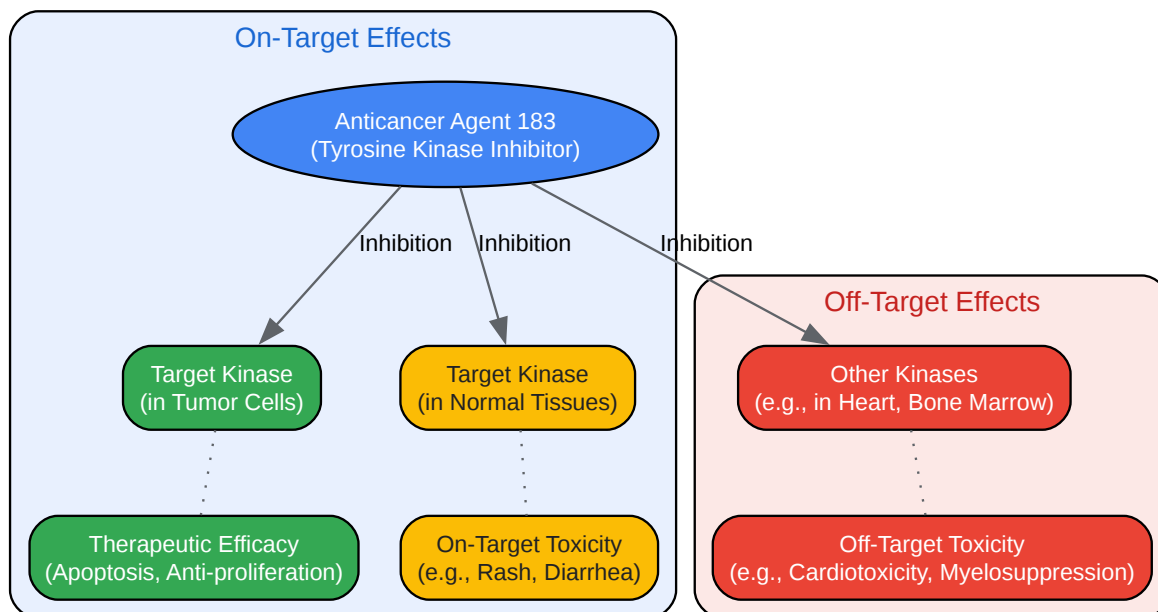 On-Target Effects
Anticancer Agent 183
(Tyrosine Kinase Inhibitor)
Inhibition
Inhibition
Inhibition
Off-Target Effects
Target Kinase
(in Tumor Cells)
Target Kinase
(in Normal Tissues)
Other Kinases
(e.g., in Heart, Bone Marrow)
Therapeutic Efficacy
(Apoptosis, Anti-proliferation)
On-Target Toxicity
(e.g., Rash, Diarrhea)
Off-Target Toxicity
(e.g., Cardiotoxicity, Myelosuppression)